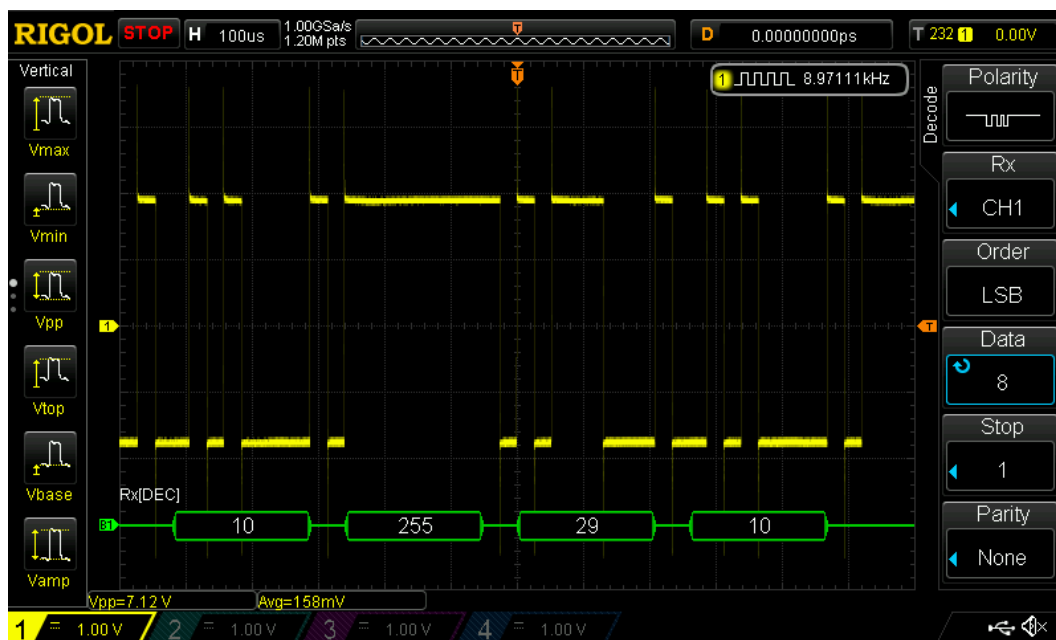 RIGOL STOP H 100us 1.00GSa/s 1.20M pts T D 0.00000000ps T 232 1 0.00V
Vertical
Vmax
Vmin
Vpp
Vtop
Vbase
Vamp
T
1 8.97111kHz
1
T
Rx[DEC]
B1 10 255 29 10
Vpp=7.12 V Avg=158mV
Decode
Polarity
Rx
CH1
Order
LSB
Data
8
Stop
1
Parity
None
1 = 1.00 V 2 = 1.00 V 3 = 1.00 V 4 = 1.00 V